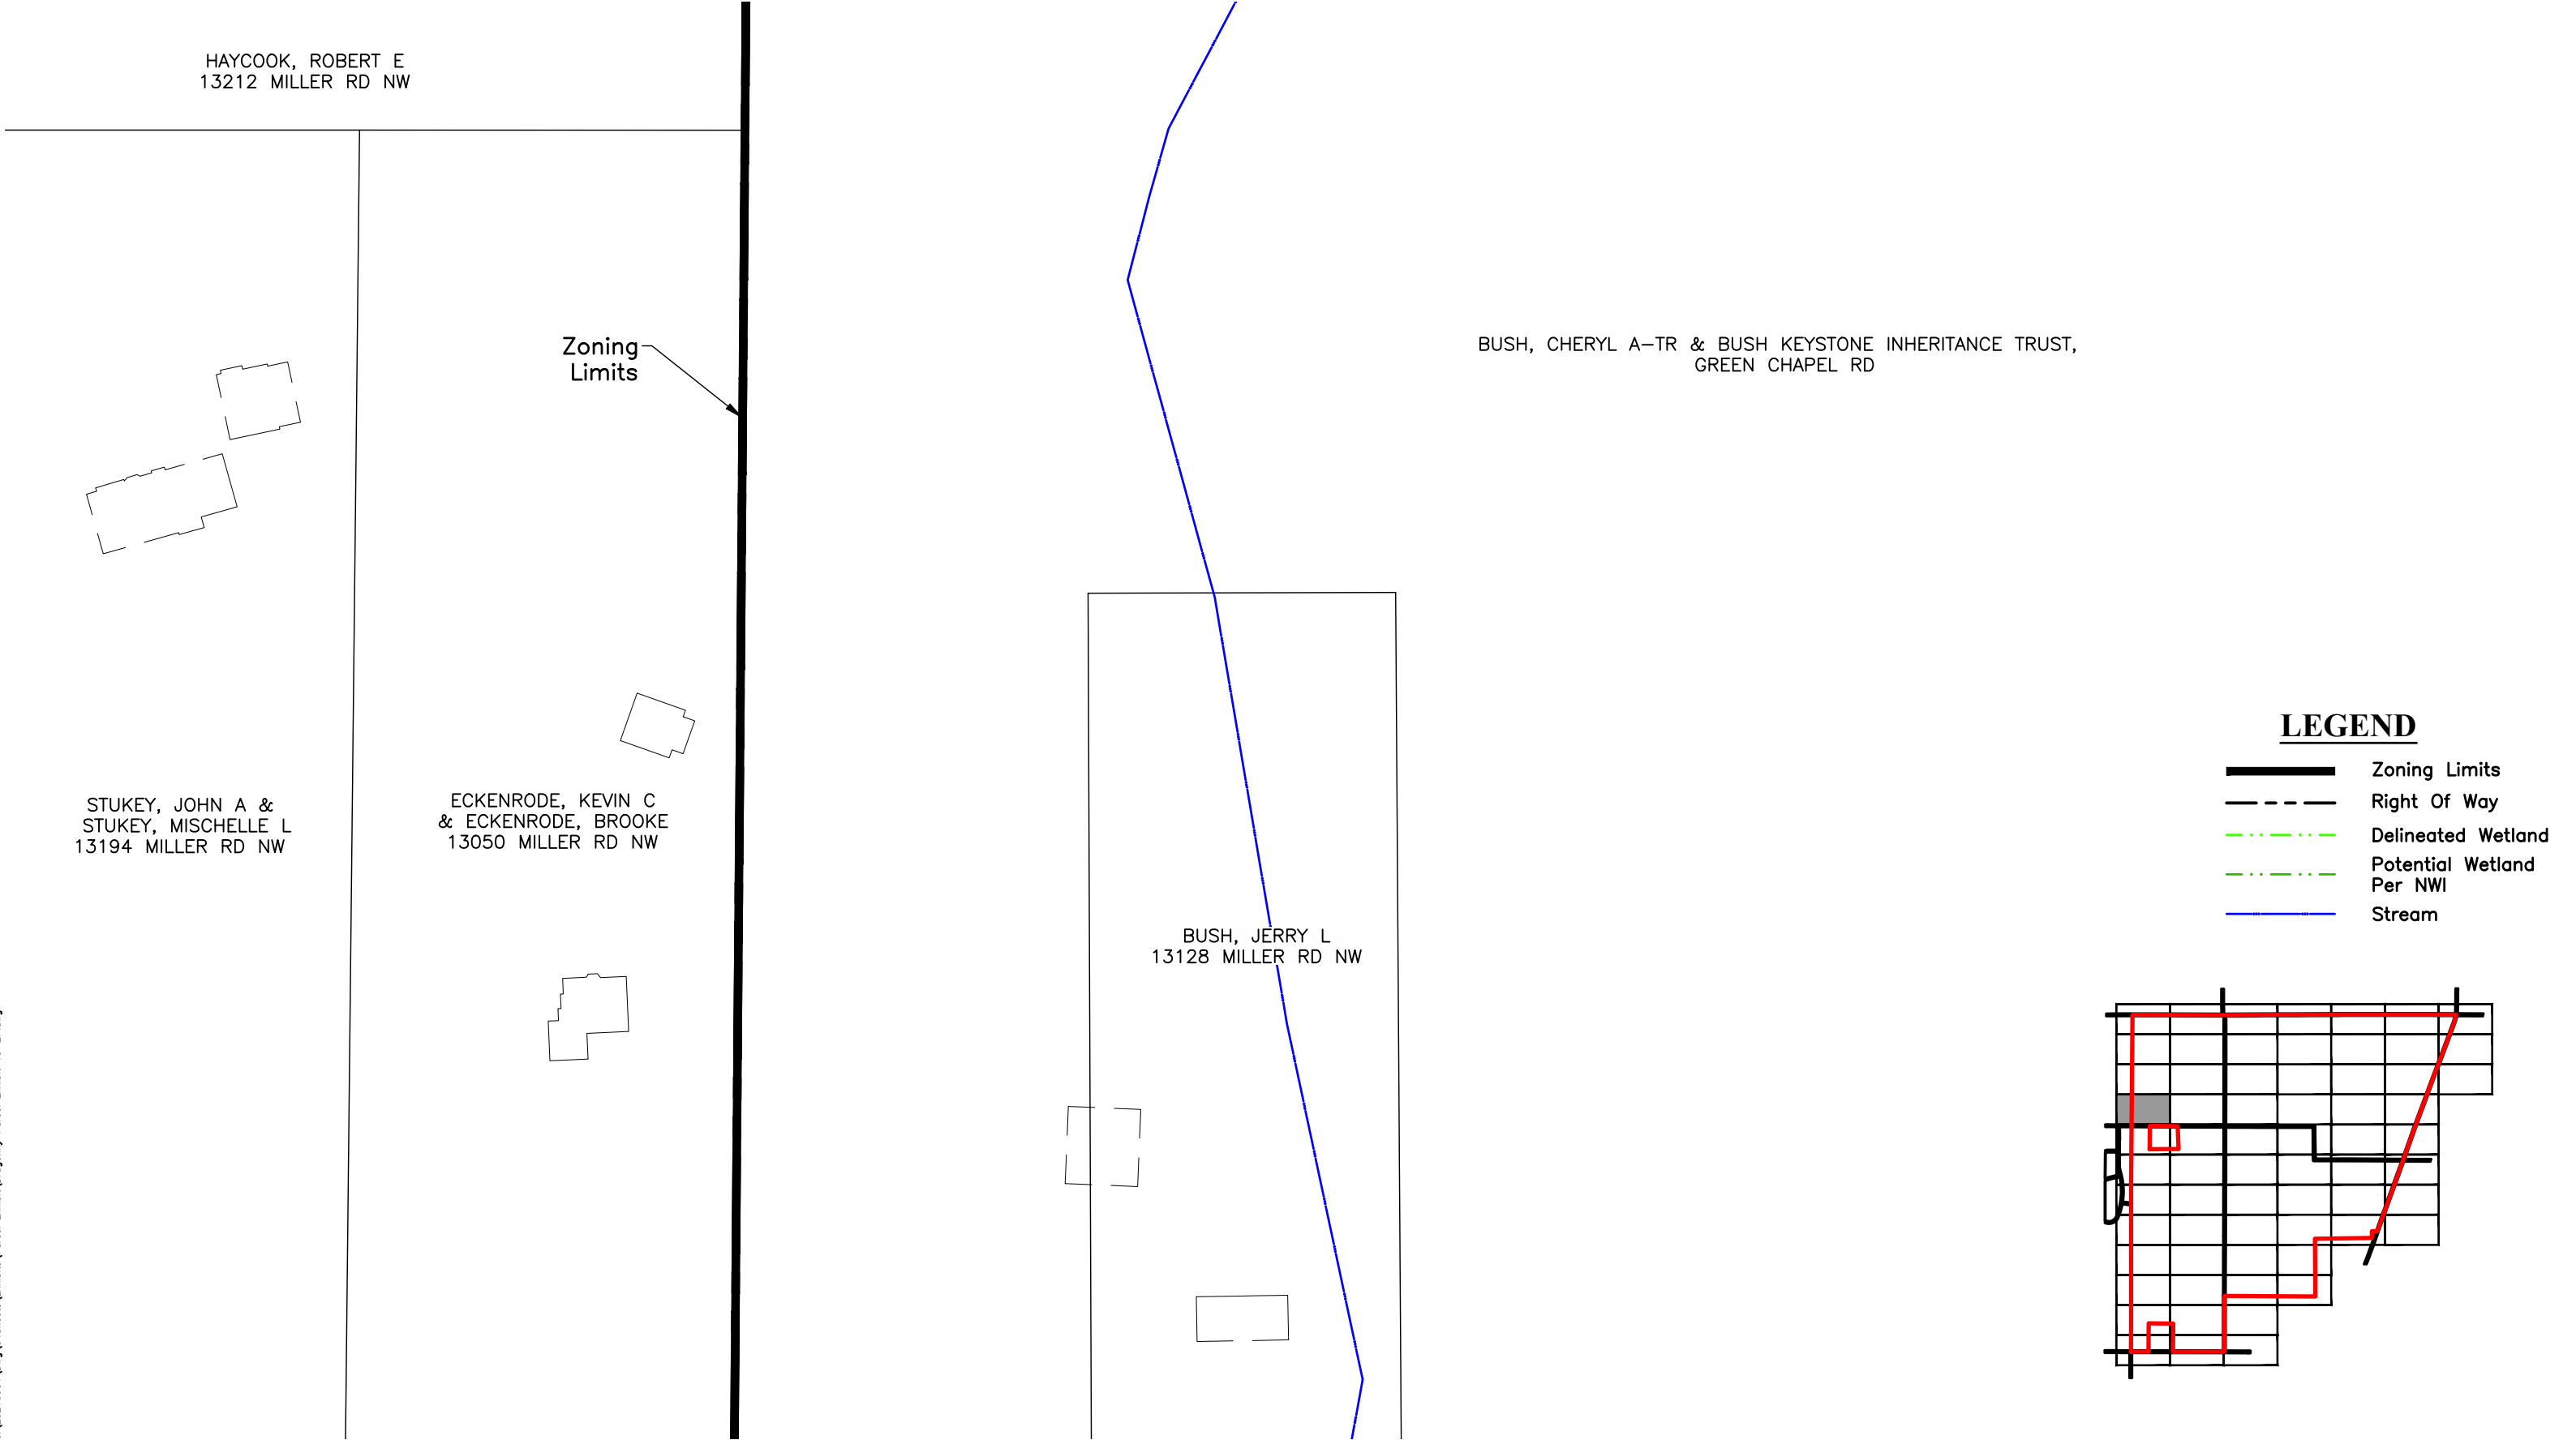 HAYCOOK, ROBERT E
13212 MILLER RD NW
Zoning
Limits
BUSH, CHERYL A-TR & BUSH KEYSTONE INHERITANCE TRUST,
GREEN CHAPEL RD
STUKEY, JOHN A &
STUKEY, MISCHELLE L
13194 MILLER RD NW
ECKENRODE, KEVIN C
& ECKENRODE, BROOKE
13050 MILLER RD NW
BUSH, JERRY L
13128 MILLER RD NW
LEGEND
Zoning Limits
Right Of Way
Delineated Wetland
Potential Wetland
Per NWI
Stream